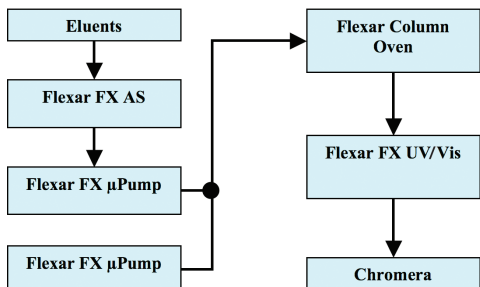 Eluents
Flexar FX AS
Flexar FX µPump
Flexar FX µPump
Flexar Column
Oven
Flexar FX UV/Vis
Chromera